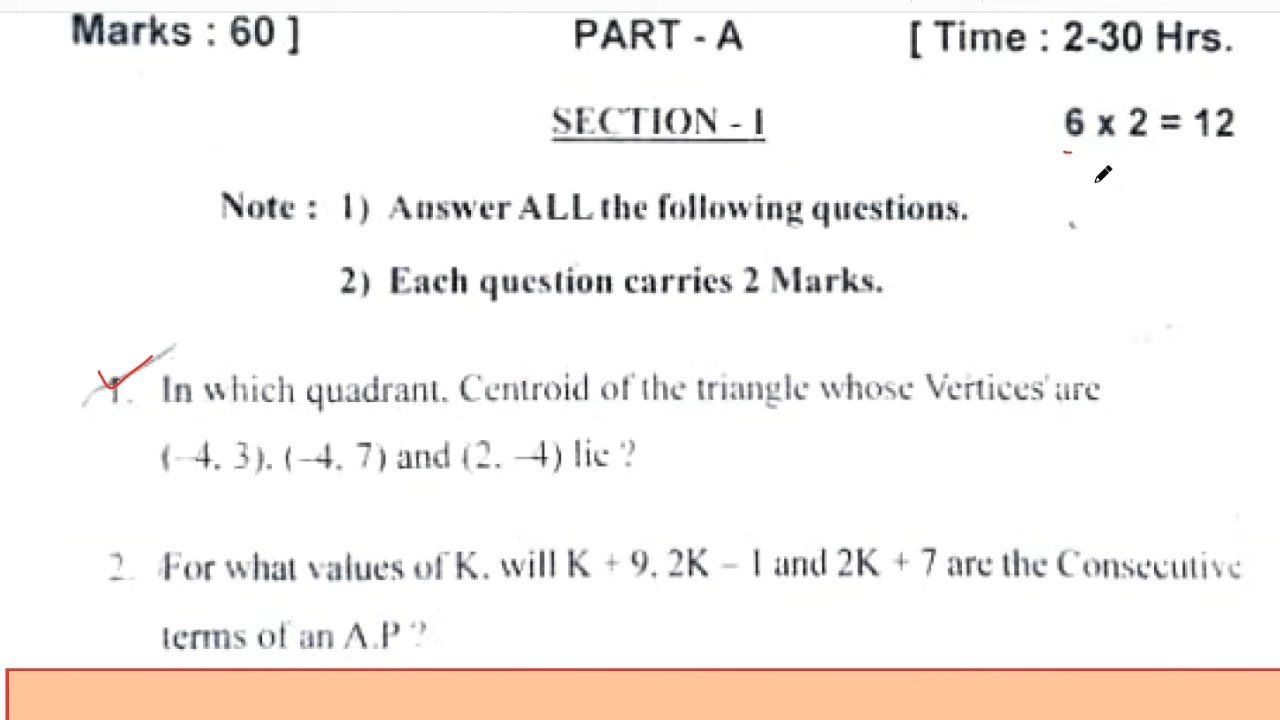 Marks : 60 ] PART - A [ Time : 2-30 Hrs.
SECTION - I 6 x 2 = 12
Note : 1) Answer ALL the following questions.
2) Each question carries 2 Marks.
1. In which quadrant, Centroid of the triangle whose Vertices are
(–4, 3), (–4, 7) and (2, –4) lie ?
2. For what values of K, will K + 9, 2K – 1 and 2K + 7 are the Consecutive
terms of an A.P ?